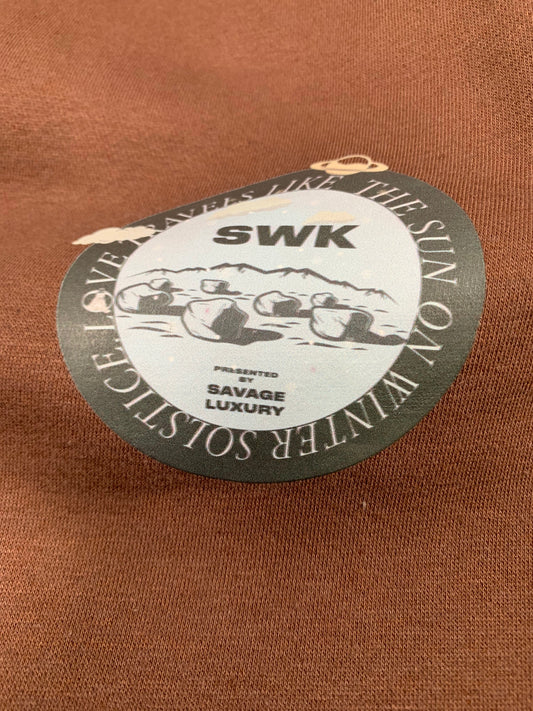 LOVE TRAVELS LIKE THE SUN ON WINTER SOLSTICE.
SWK
PRESENTED
BY
SAVAGE
LUXURY